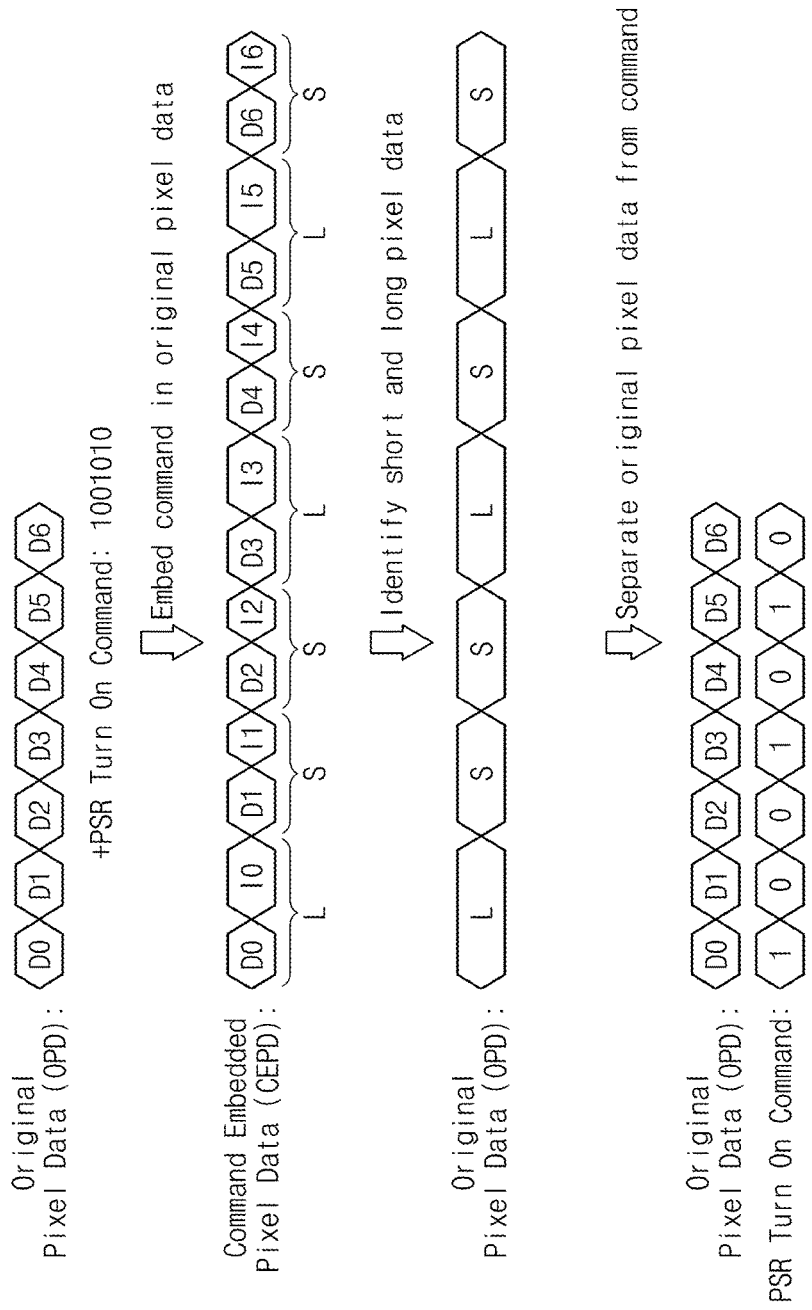 Original
Pixel Data (OPD):
D0 D1 D2 D3 D4 D5 D6
+PSR Turn On Command: 1001010
Embed command in original pixel data
Command Embedded
Pixel Data (CEPD):
D0 I0 D1 I1 D2 I2 D3 I3 D4 I4 D5 I5 D6 I6
L S S L S L S
Identify short and long pixel data
Original
Pixel Data (OPD):
L S S L S L S
Separate original pixel data from command
Original
Pixel Data (OPD):
D0 D1 D2 D3 D4 D5 D6
PSR Turn On Command:
1 0 0 1 0 1 0